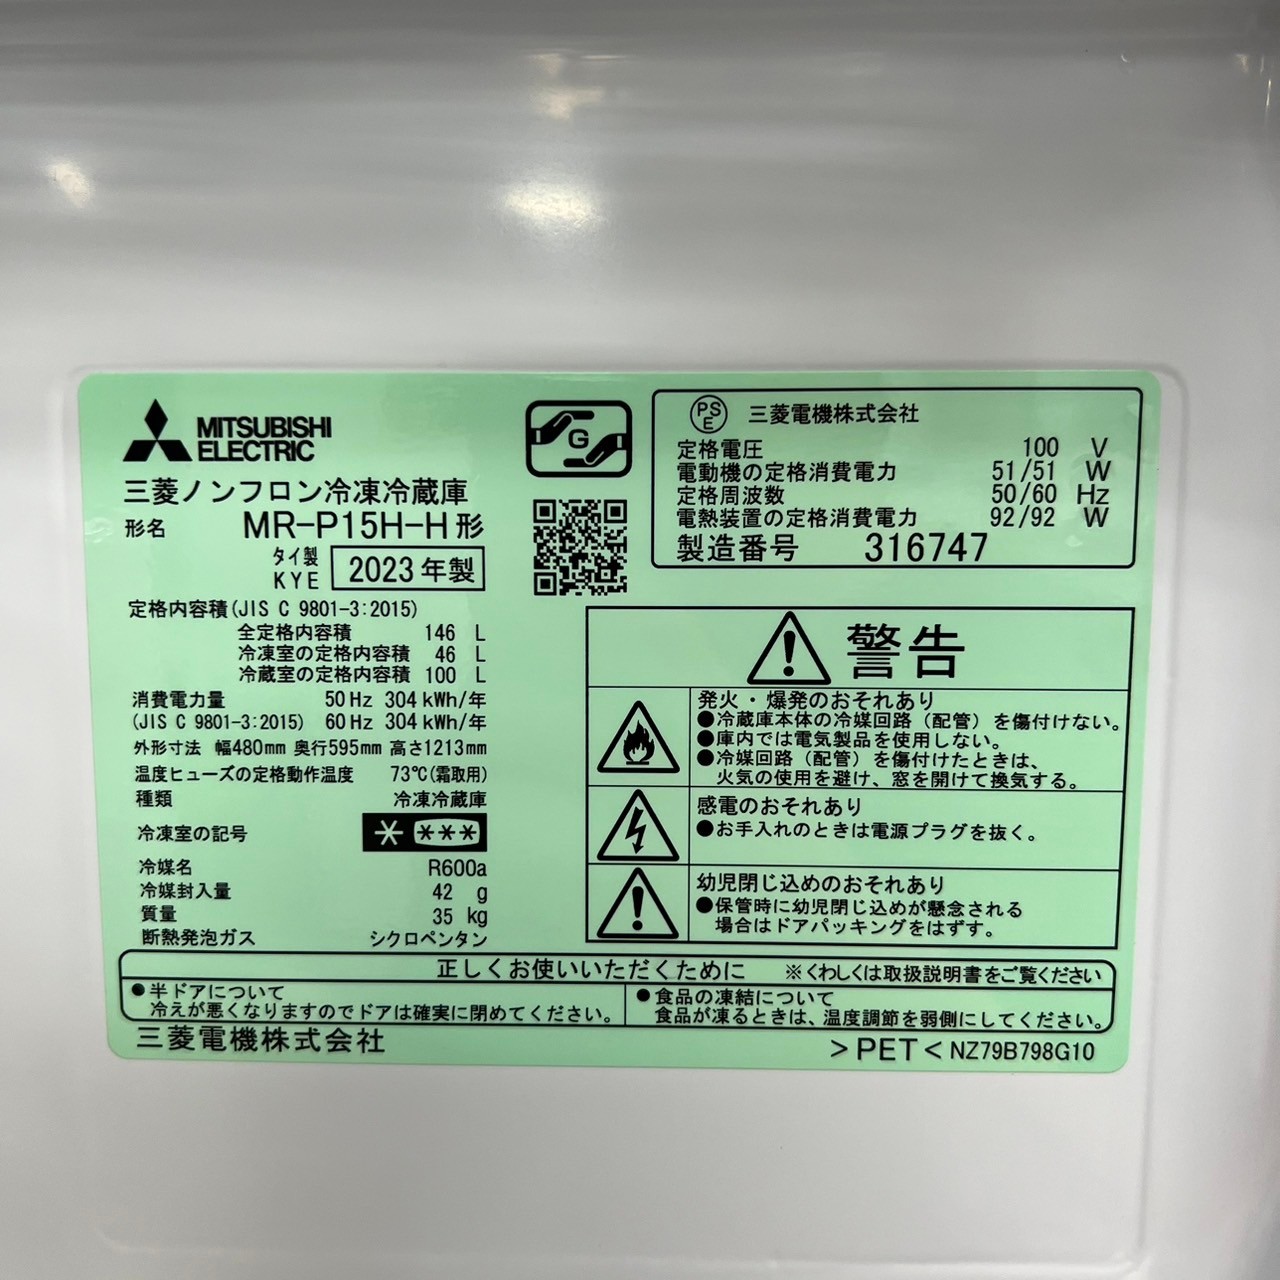 MITSUBISHI
ELECTRIC
三菱ノンフロン冷凍冷蔵庫
形名 MR-P15H-H形
タイ製
KYE 2023年製
定格内容積(JIS C 9801-3:2015)
全定格内容積 146 L
冷凍室の定格内容積 46 L
冷蔵室の定格内容積 100 L
消費電力量 50Hz 304kWh/年
(JIS C 9801-3:2015) 60Hz 304kWh/年
外形寸法 幅480mm 奥行595mm 高さ1213mm
温度ヒューズの定格動作温度 73℃(霜取用)
種類 冷凍冷蔵庫
冷凍室の記号 * ***
冷媒名 R600a
冷媒封入量 42 g
質量 35 kg
断熱発泡ガス シクロペンタン
G
PSE 三菱電機株式会社
定格電圧 100 V
電動機の定格消費電力 51/51 W
定格周波数 50/60 Hz
電熱装置の定格消費電力 92/92 W
製造番号 316747
警告
発火・爆発のおそれあり
●冷蔵庫本体の冷媒回路（配管）を傷付けない。
●庫内では電気製品を使用しない。
●冷媒回路（配管）を傷付けたときは、
火気の使用を避け、窓を開けて換気する。
感電のおそれあり
●お手入れのときは電源プラグを抜く。
幼児閉じ込めのおそれあり
●保管時に幼児閉じ込めが懸念される
場合はドアパッキングをはずす。
正しくお使いいただくために ※くわしくは取扱説明書をご覧ください
●半ドアについて
冷えが悪くなりますのでドアは確実に閉めてください。
●食品の凍結について
食品が凍るときは、温度調節を弱側にしてください。
三菱電機株式会社
>PET< NZ79B798G10